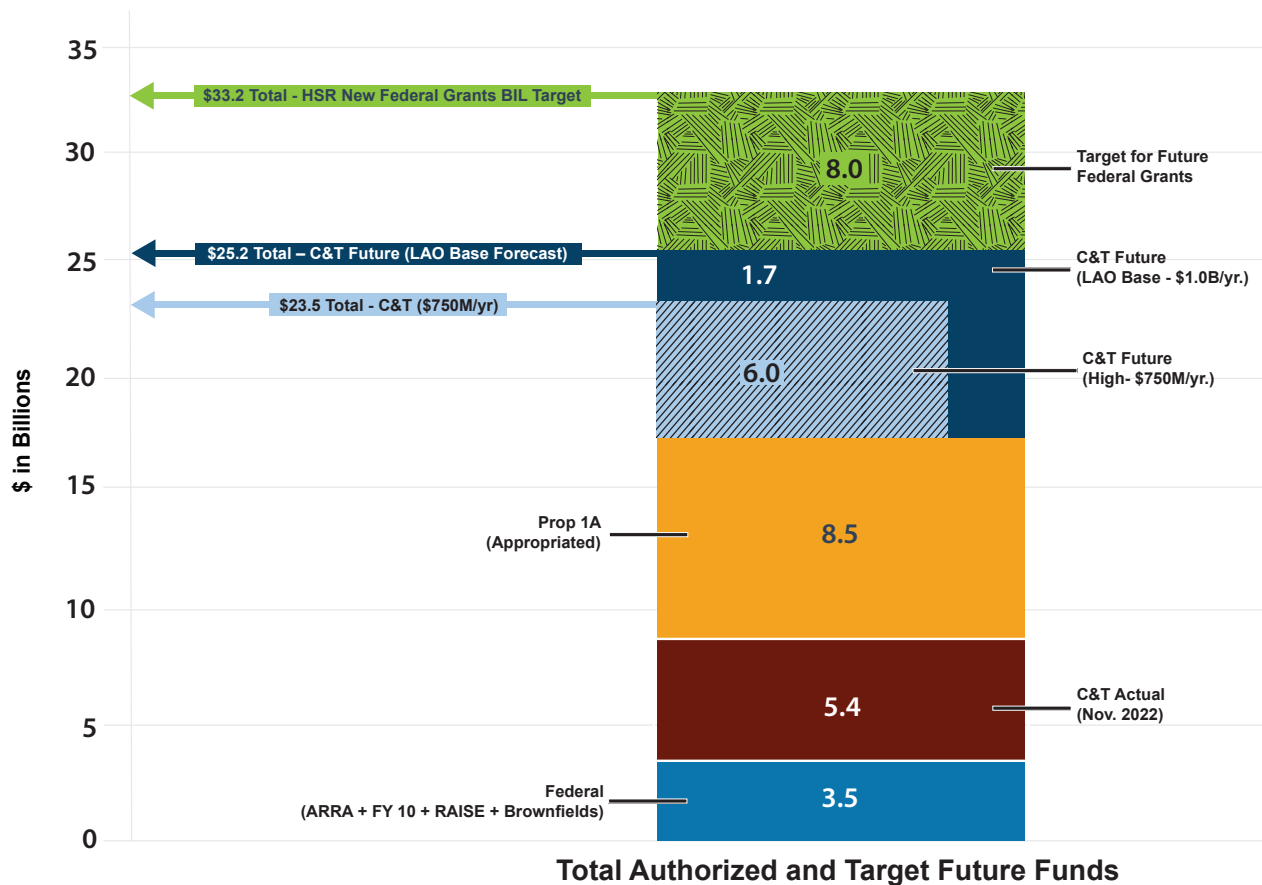 35
$33.2 Total - HSR New Federal Grants BIL Target
30
8.0
Target for Future
Federal Grants
$25.2 Total – C&T Future (LAO Base Forecast)
25
1.7
C&T Future
(LAO Base - $1.0B/yr.)
$23.5 Total - C&T ($750M/yr)
20
6.0
C&T Future
(High- $750M/yr.)
$ in Billions
15
Prop 1A
(Appropriated)
8.5
10
5.4
C&T Actual
(Nov. 2022)
5
Federal
(ARRA + FY 10 + RAISE + Brownfields)
3.5
0
Total Authorized and Target Future Funds